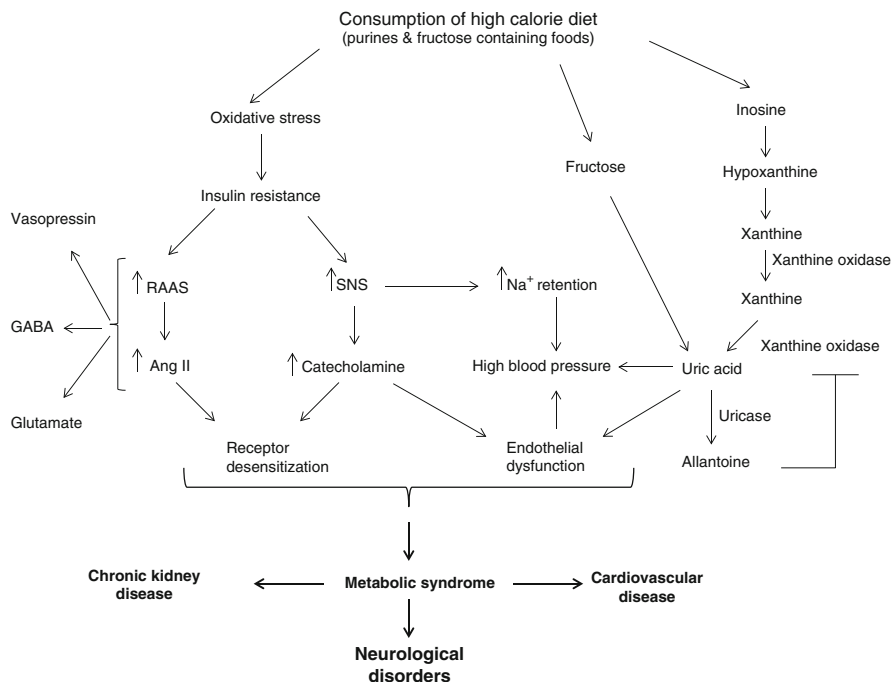 Consumption of high calorie diet
(purines & fructose containing foods)
Oxidative stress
Inosine
Fructose
Hypoxanthine
Insulin resistance
Vasopressin
Xanthine
Xanthine oxidase
↑RAAS
↑SNS
↑Na⁺ retention
Xanthine
GABA
Xanthine oxidase
↑ Ang II
↑ Catecholamine
High blood pressure
Uric acid
Glutamate
Uricase
Receptor
desensitization
Endothelial
dysfunction
Allantoine
Chronic kidney
disease
Metabolic syndrome
Cardiovascular
disease
Neurological
disorders